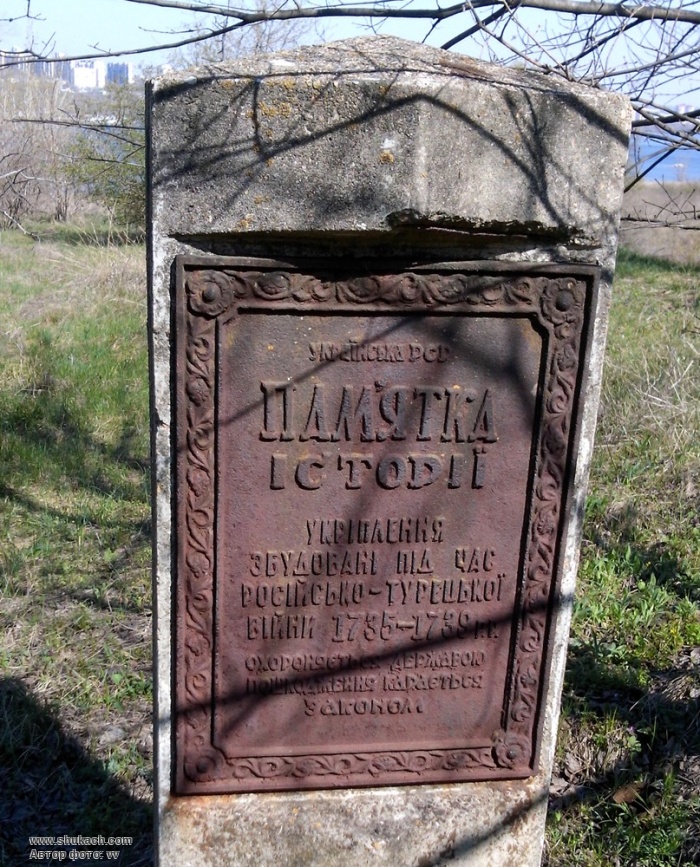 УКРАЇНСЬКА РСР
ПАМ'ЯТКА
ІСТОРІЇ
УКРІПЛЕННЯ
ЗБУДОВАНІ ПІД ЧАС
РОСІЙСЬКО-ТУРЕЦЬКОЇ
ВІЙНИ 1735-1739 р.р.
ОХОРОНЯЄТЬСЯ ДЕРЖАВОЮ
ПОШКОДЖЕННЯ КАРАЄТЬСЯ
ЗАКОНОМ.
www.shukach.com
Автор фото: vv